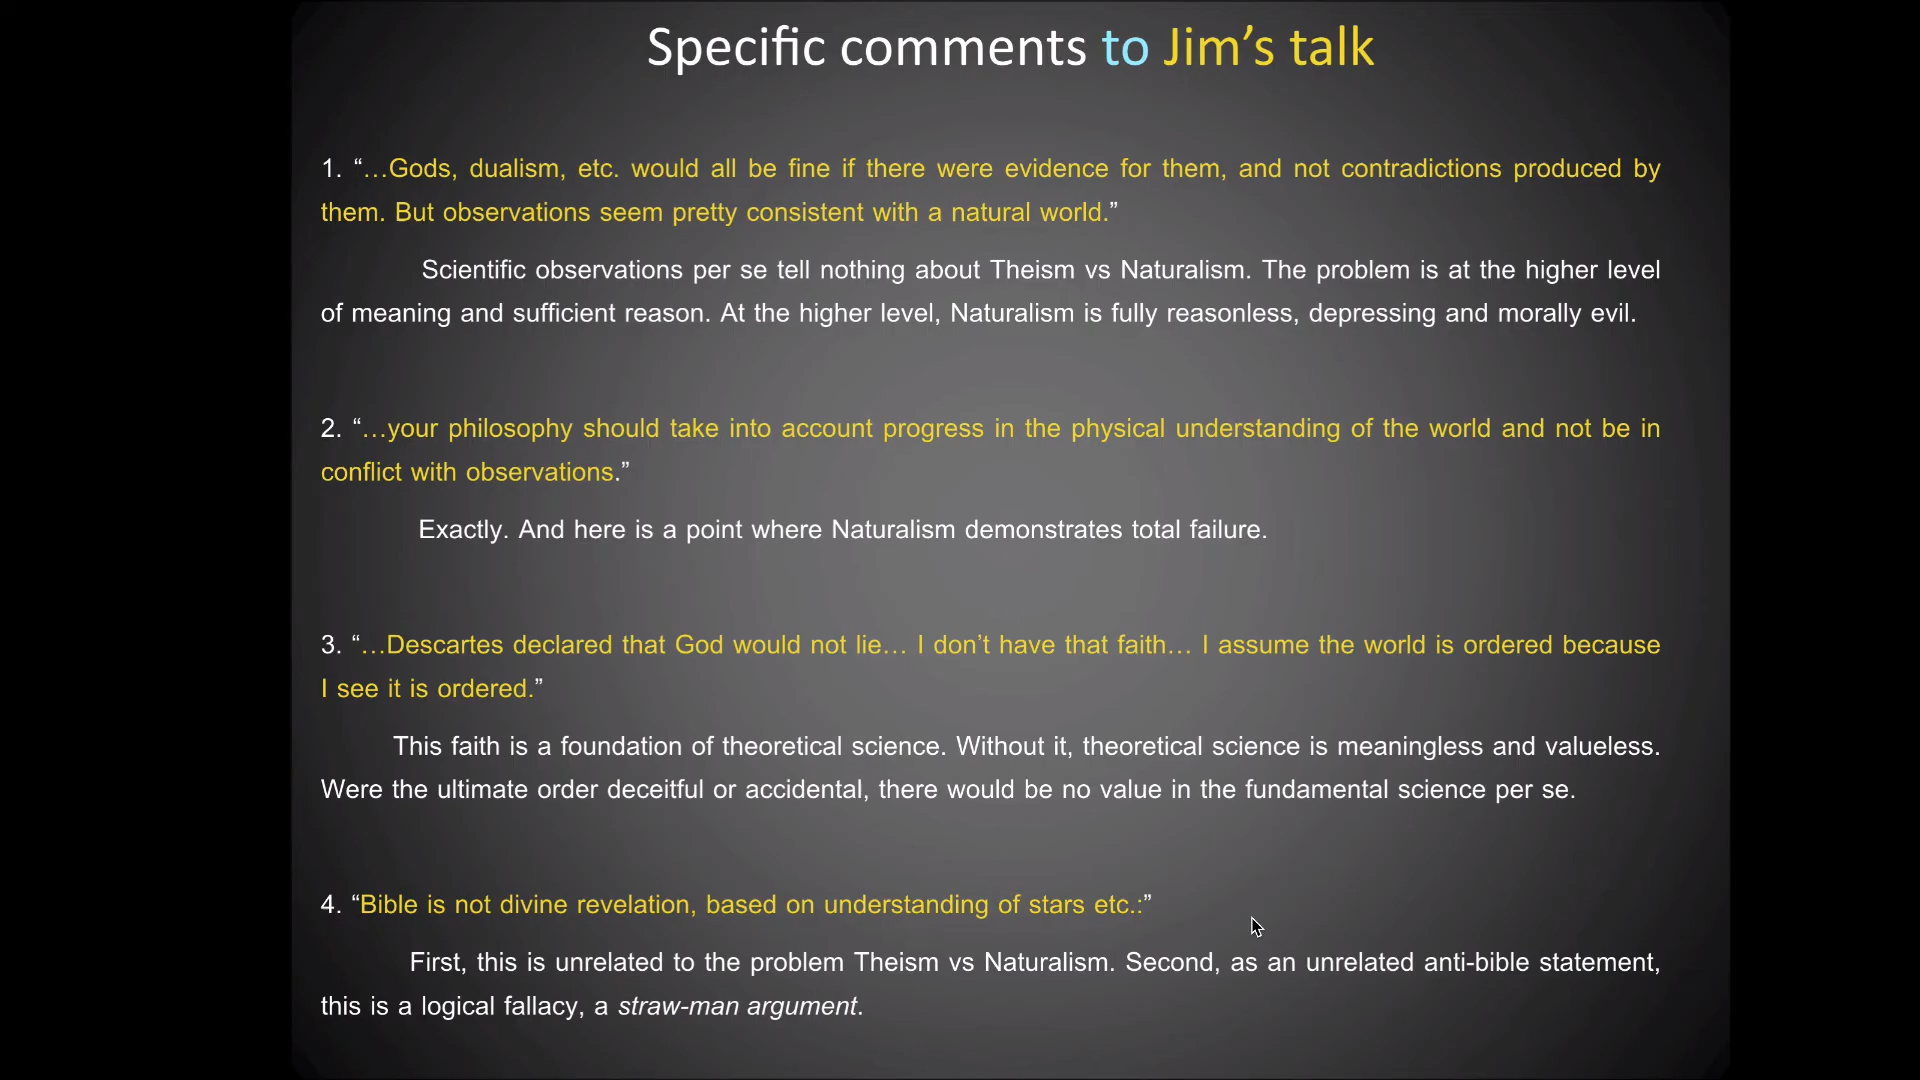 Specific comments to Jim’s talk
1. “…Gods, dualism, etc. would all be fine if there were evidence for them, and not contradictions produced by
them. But observations seem pretty consistent with a natural world.”
Scientific observations per se tell nothing about Theism vs Naturalism. The problem is at the higher level
of meaning and sufficient reason. At the higher level, Naturalism is fully reasonless, depressing and morally evil.
2. “…your philosophy should take into account progress in the physical understanding of the world and not be in
conflict with observations.”
Exactly. And here is a point where Naturalism demonstrates total failure.
3. “…Descartes declared that God would not lie… I don’t have that faith… I assume the world is ordered because
I see it is ordered.”
This faith is a foundation of theoretical science. Without it, theoretical science is meaningless and valueless.
Were the ultimate order deceitful or accidental, there would be no value in the fundamental science per se.
4. “Bible is not divine revelation, based on understanding of stars etc.:”
First, this is unrelated to the problem Theism vs Naturalism. Second, as an unrelated anti-bible statement,
this is a logical fallacy, a straw-man argument.